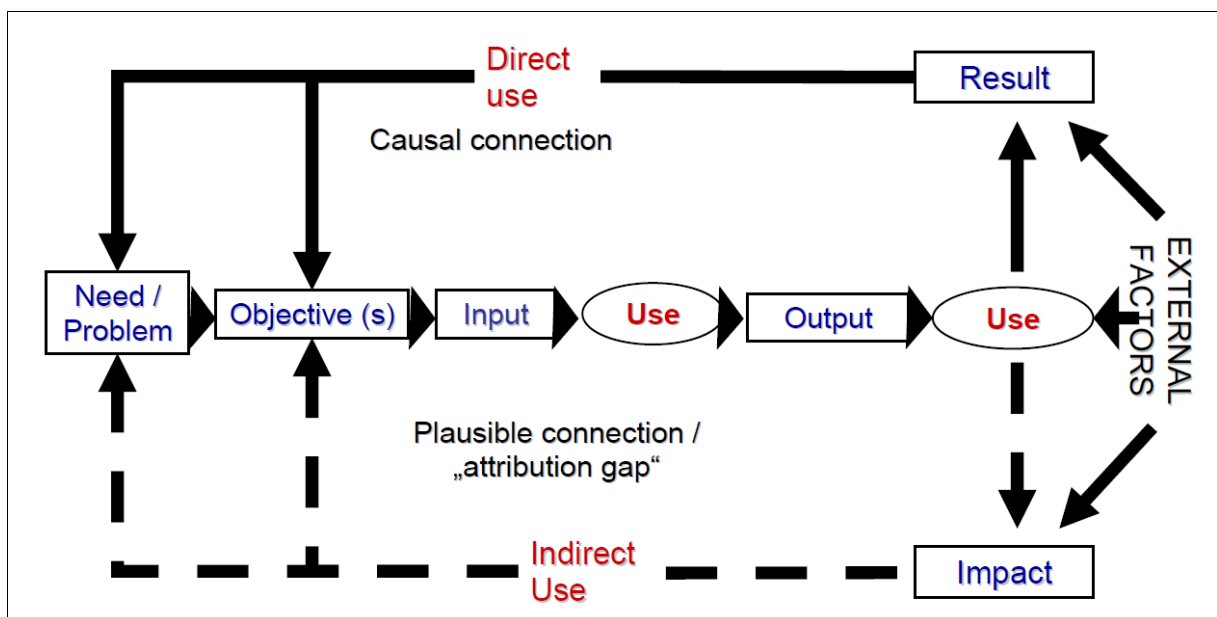 Direct
use
Result
Causal connection
Need /
Problem
Objective (s)
Input
Use
Output
Use
EXTERNAL
FACTORS
Plausible connection /
„attribution gap“
Indirect
Use
Impact